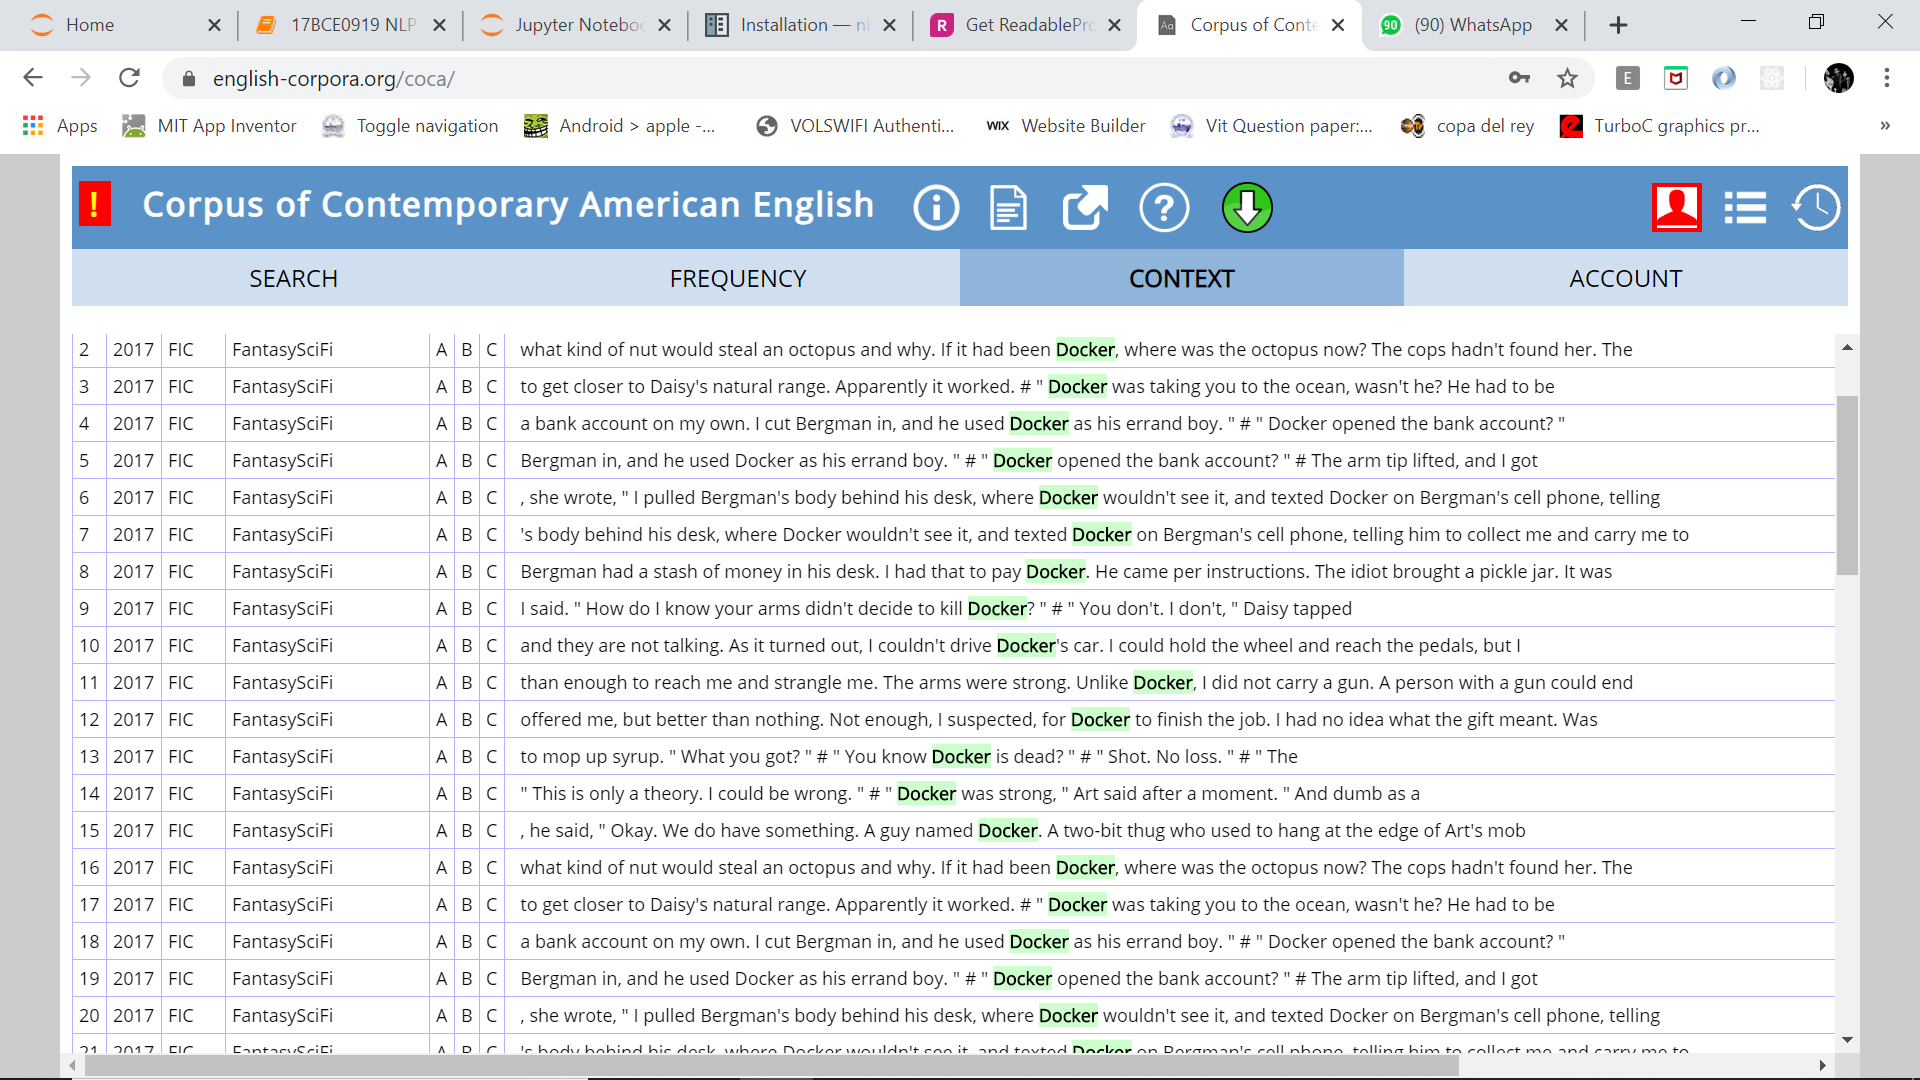 Home
17BCE0919 NLP
Jupyter Noteboo
Installation — nl
Get ReadablePro
Corpus of Conte
(90) WhatsApp
english-corpora.org/coca/
Apps
MIT App Inventor
Toggle navigation
Android > apple -...
VOLSWIFI Authenti...
WIX Website Builder
Vit Question paper:...
copa del rey
TurboC graphics pr...
»
! Corpus of Contemporary American English
SEARCH FREQUENCY CONTEXT ACCOUNT
2 2017 FIC FantasySciFi A B C what kind of nut would steal an octopus and why. If it had been Docker, where was the octopus now? The cops hadn't found her. The
3 2017 FIC FantasySciFi A B C to get closer to Daisy's natural range. Apparently it worked. # " Docker was taking you to the ocean, wasn't he? He had to be
4 2017 FIC FantasySciFi A B C a bank account on my own. I cut Bergman in, and he used Docker as his errand boy. " # " Docker opened the bank account? "
5 2017 FIC FantasySciFi A B C Bergman in, and he used Docker as his errand boy. " # " Docker opened the bank account? " # The arm tip lifted, and I got
6 2017 FIC FantasySciFi A B C , she wrote, " I pulled Bergman's body behind his desk, where Docker wouldn't see it, and texted Docker on Bergman's cell phone, telling
7 2017 FIC FantasySciFi A B C 's body behind his desk, where Docker wouldn't see it, and texted Docker on Bergman's cell phone, telling him to collect me and carry me to
8 2017 FIC FantasySciFi A B C Bergman had a stash of money in his desk. I had that to pay Docker. He came per instructions. The idiot brought a pickle jar. It was
9 2017 FIC FantasySciFi A B C I said. " How do I know your arms didn't decide to kill Docker? " # " You don't. I don't, " Daisy tapped
10 2017 FIC FantasySciFi A B C and they are not talking. As it turned out, I couldn't drive Docker's car. I could hold the wheel and reach the pedals, but I
11 2017 FIC FantasySciFi A B C than enough to reach me and strangle me. The arms were strong. Unlike Docker, I did not carry a gun. A person with a gun could end
12 2017 FIC FantasySciFi A B C offered me, but better than nothing. Not enough, I suspected, for Docker to finish the job. I had no idea what the gift meant. Was
13 2017 FIC FantasySciFi A B C to mop up syrup. " What you got? " # " You know Docker is dead? " # " Shot. No loss. " # " The
14 2017 FIC FantasySciFi A B C " This is only a theory. I could be wrong. " # " Docker was strong, " Art said after a moment. " And dumb as a
15 2017 FIC FantasySciFi A B C , he said, " Okay. We do have something. A guy named Docker. A two-bit thug who used to hang at the edge of Art's mob
16 2017 FIC FantasySciFi A B C what kind of nut would steal an octopus and why. If it had been Docker, where was the octopus now? The cops hadn't found her. The
17 2017 FIC FantasySciFi A B C to get closer to Daisy's natural range. Apparently it worked. # " Docker was taking you to the ocean, wasn't he? He had to be
18 2017 FIC FantasySciFi A B C a bank account on my own. I cut Bergman in, and he used Docker as his errand boy. " # " Docker opened the bank account? "
19 2017 FIC FantasySciFi A B C Bergman in, and he used Docker as his errand boy. " # " Docker opened the bank account? " # The arm tip lifted, and I got
20 2017 FIC FantasySciFi A B C , she wrote, " I pulled Bergman's body behind his desk, where Docker wouldn't see it, and texted Docker on Bergman's cell phone, telling
21 2017 FIC FantasySciFi A B C 's body behind his desk, where Docker wouldn't see it, and texted Docker on Bergman's cell phone, telling him to collect me and carry me to